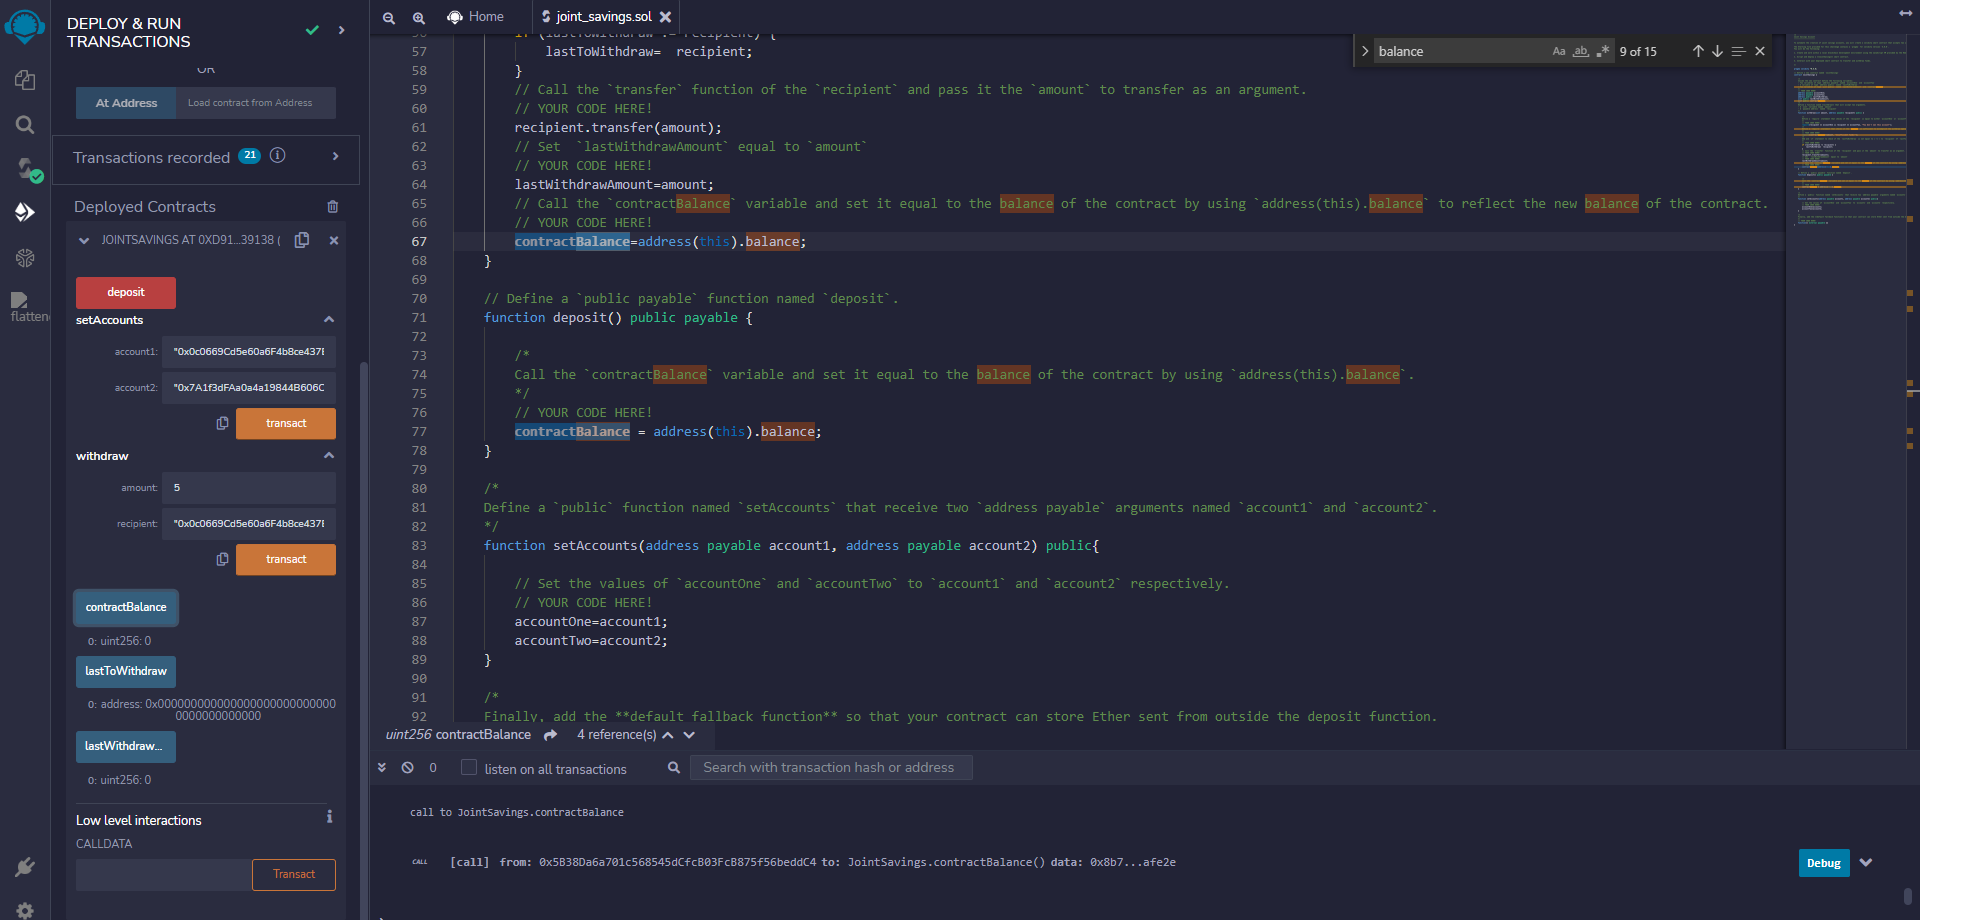 DEPLOY & RUN
TRANSACTIONS
OR
At Address
Load contract from Address
Transactions recorded 21
Deployed Contracts
JOINTSAVINGS AT 0XD91...39138 (
deposit
setAccounts
account1: "0x0c0669Cd5e60a6F4b8ce437E
account2: "0x7A1f3dFAa0a4a19844B606C
transact
withdraw
amount: 5
recipient: "0x0c0669Cd5e60a6F4b8ce437E
transact
contractBalance
0: uint256: 0
lastToWithdraw
0: address: 0x00000000000000000000000000
00000000000000
lastWithdraw...
0: uint256: 0
Low level interactions
CALLDATA
Transact
flatten
Home
joint_savings.sol
balance
Aa
ab
9 of 15
56 if (lastToWithdraw != recipient) {
57 lastToWithdraw= recipient;
58 }
59 // Call the `transfer` function of the `recipient` and pass it the `amount` to transfer as an argument.
60 // YOUR CODE HERE!
61 recipient.transfer(amount);
62 // Set `lastWithdrawAmount` equal to `amount`
63 // YOUR CODE HERE!
64 lastWithdrawAmount=amount;
65 // Call the `contractBalance` variable and set it equal to the balance of the contract by using `address(this).balance` to reflect the new balance of the contract.
66 // YOUR CODE HERE!
67 contractBalance=address(this).balance;
68 }
69
70 // Define a `public payable` function named `deposit`.
71 function deposit() public payable {
72
73 /*
74 Call the `contractBalance` variable and set it equal to the balance of the contract by using `address(this).balance`.
75 */
76 // YOUR CODE HERE!
77 contractBalance = address(this).balance;
78 }
79
80 /*
81 Define a `public` function named `setAccounts` that receive two `address payable` arguments named `account1` and `account2`.
82 */
83 function setAccounts(address payable account1, address payable account2) public{
84
85 // Set the values of `accountOne` and `accountTwo` to `account1` and `account2` respectively.
86 // YOUR CODE HERE!
87 accountOne=account1;
88 accountTwo=account2;
89 }
90
91 /*
92 Finally, add the **default fallback function** so that your contract can store Ether sent from outside the deposit function.
uint256 contractBalance 4 reference(s)
0 listen on all transactions
Search with transaction hash or address
call to JointSavings.contractBalance
CALL [call] from: 0x5B38Da6a701c568545dCfcB03FcB875f56beddC4 to: JointSavings.contractBalance() data: 0x8b7...afe2e
Debug